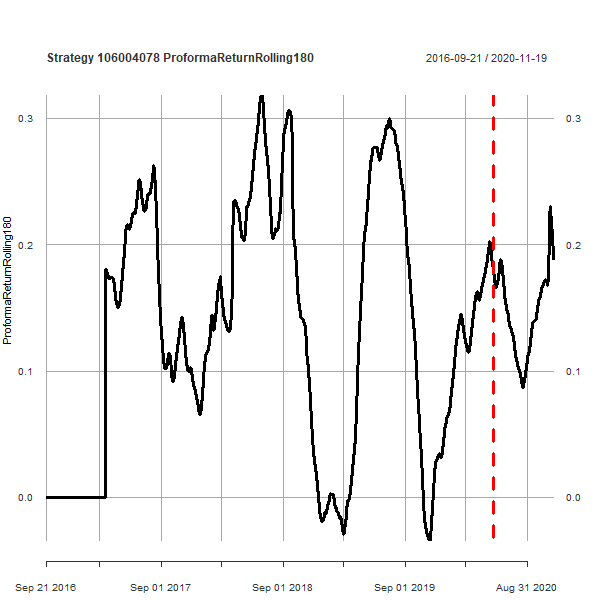 Strategy 106004078 ProformaReturnRolling180
2016-09-21 / 2020-11-19
ProformaReturnRolling180
0.3
0.3
0.2
0.2
0.1
0.1
0.0
0.0
Sep 21 2016
Sep 01 2017
Sep 01 2018
Sep 01 2019
Aug 31 2020